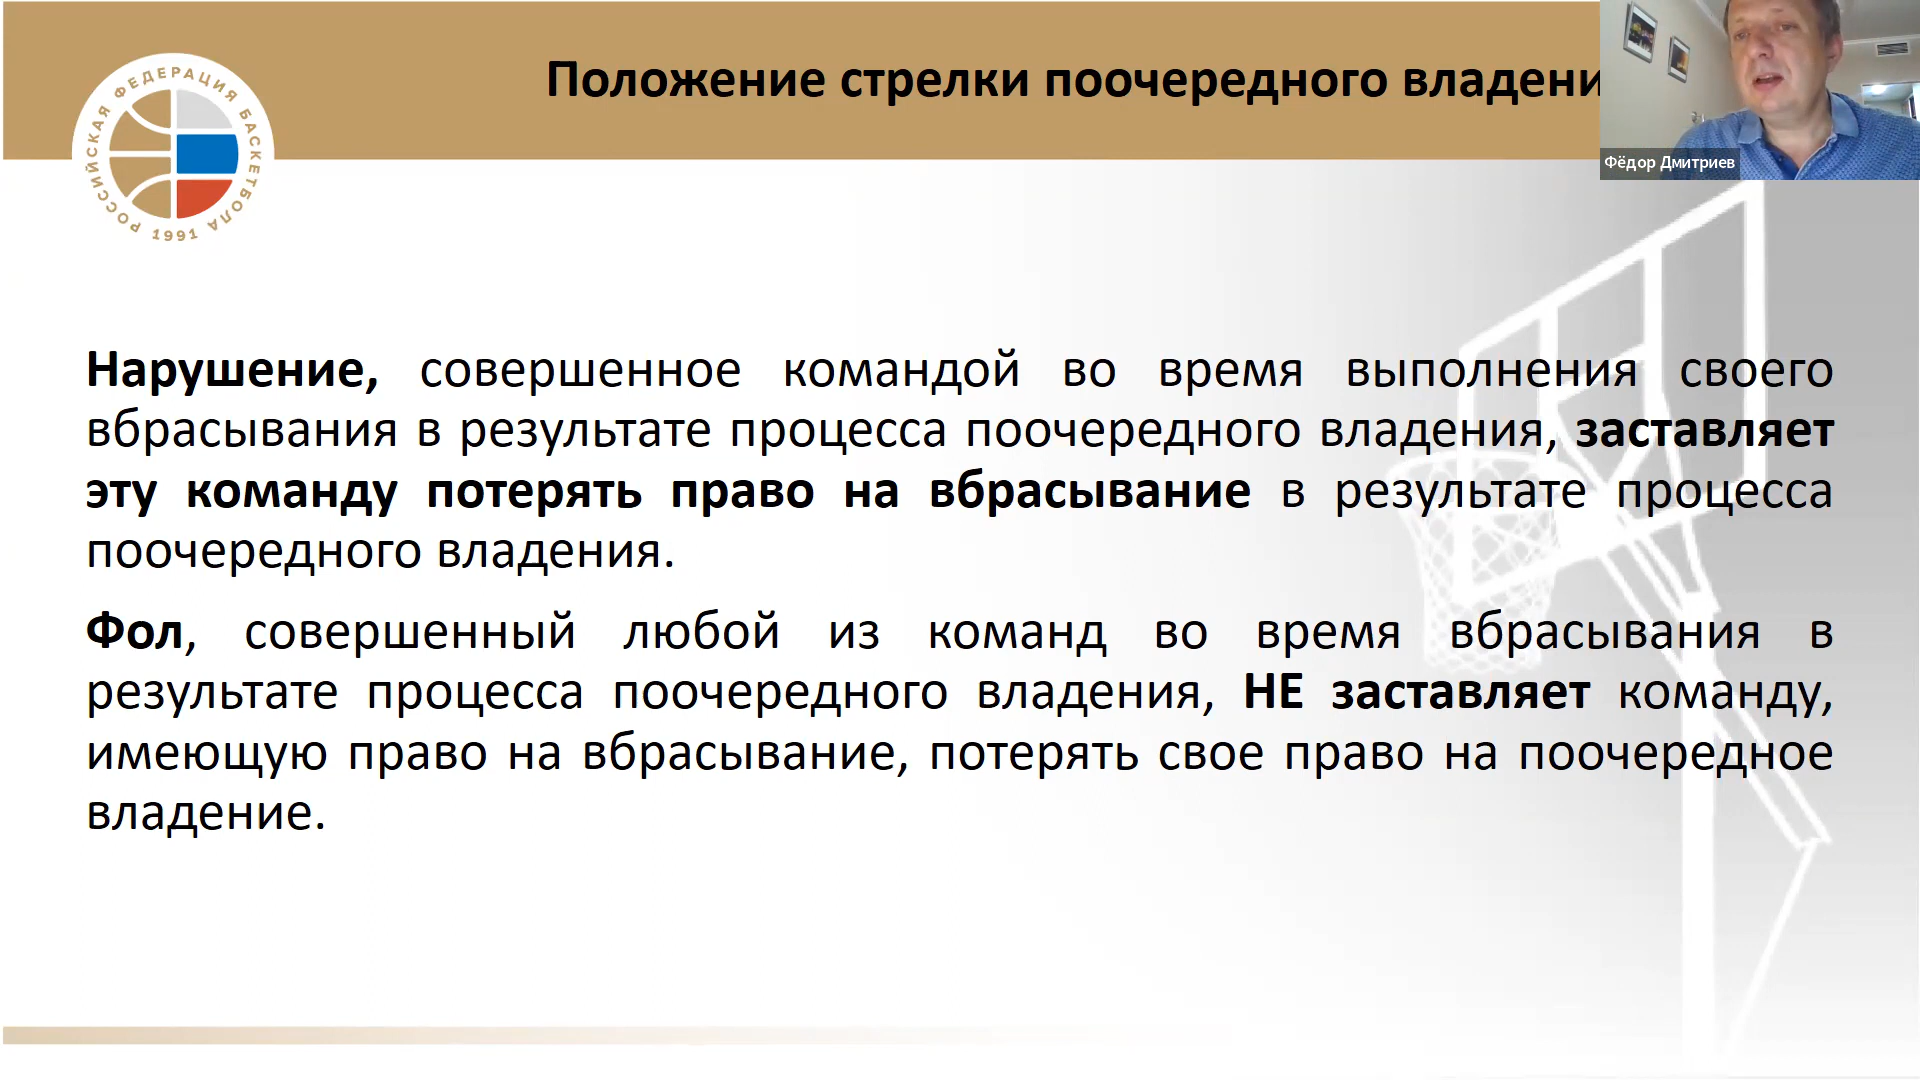 Положение стрелки поочередного владени
Фёдор Дмитриев
РОССИЙСКАЯ ФЕДЕРАЦИЯ БАСКЕТБОЛА
1991
Нарушение, совершенное командой во время выполнения своего
вбрасывания в результате процесса поочередного владения, заставляет
эту команду потерять право на вбрасывание в результате процесса
поочередного владения.
Фол, совершенный любой из команд во время вбрасывания в
результате процесса поочередного владения, НЕ заставляет команду,
имеющую право на вбрасывание, потерять свое право на поочередное
владение.